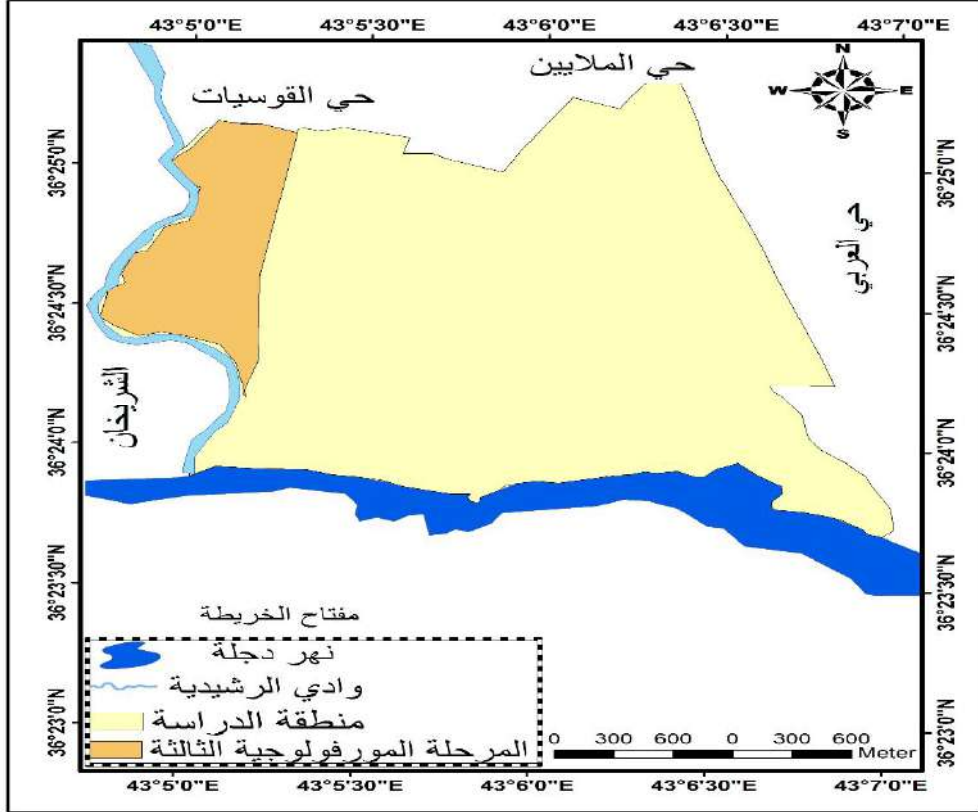 43°5'0"E 43°5'30"E 43°6'0"E 43°6'30"E 43°7'0"E
حي الملايين
حي القوسيات
N
W E
S
36°25'0"N 36°25'0"N
حي العربي
36°24'30"N 36°24'30"N
الشريخان
36°24'0"N 36°24'0"N
36°23'30"N 36°23'30"N
مفتاح الخريطة
نهر دجلة
وادي الرشيدية
منطقة الدراسة
المرحلة المورفولوجية الثالثة
36°23'0"N 36°23'0"N
0 300 600 0 300 600
Meter
43°5'0"E 43°5'30"E 43°6'0"E 43°6'30"E 43°7'0"E